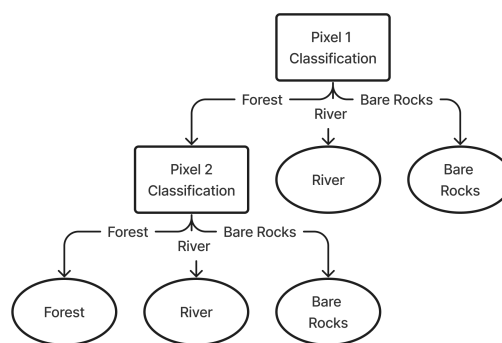 Pixel 1
Classification
Forest
River
Bare Rocks
Pixel 2
Classification
River
Bare
Rocks
Forest
River
Bare Rocks
Forest
River
Bare
Rocks